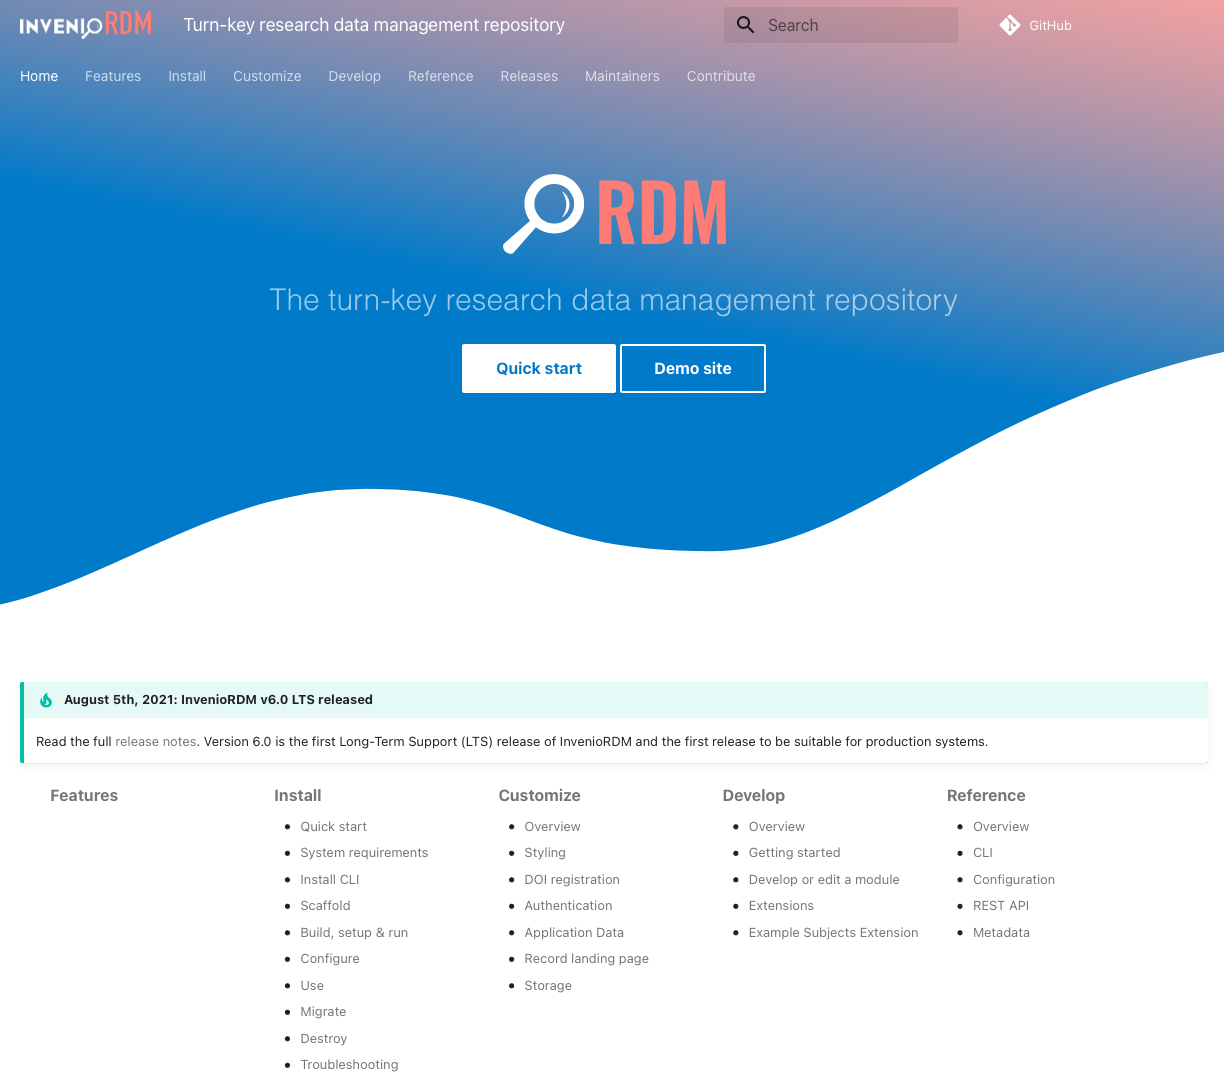 INVENIORDM
Turn-key research data management repository
Search
GitHub
Home Features Install Customize Develop Reference Releases Maintainers Contribute
RDM
The turn-key research data management repository
Quick start
Demo site
August 5th, 2021: InvenioRDM v6.0 LTS released
Read the full release notes. Version 6.0 is the first Long-Term Support (LTS) release of InvenioRDM and the first release to be suitable for production systems.
Features
Install
Quick start
System requirements
Install CLI
Scaffold
Build, setup & run
Configure
Use
Migrate
Destroy
Troubleshooting
Customize
Overview
Styling
DOI registration
Authentication
Application Data
Record landing page
Storage
Develop
Overview
Getting started
Develop or edit a module
Extensions
Example Subjects Extension
Reference
Overview
CLI
Configuration
REST API
Metadata